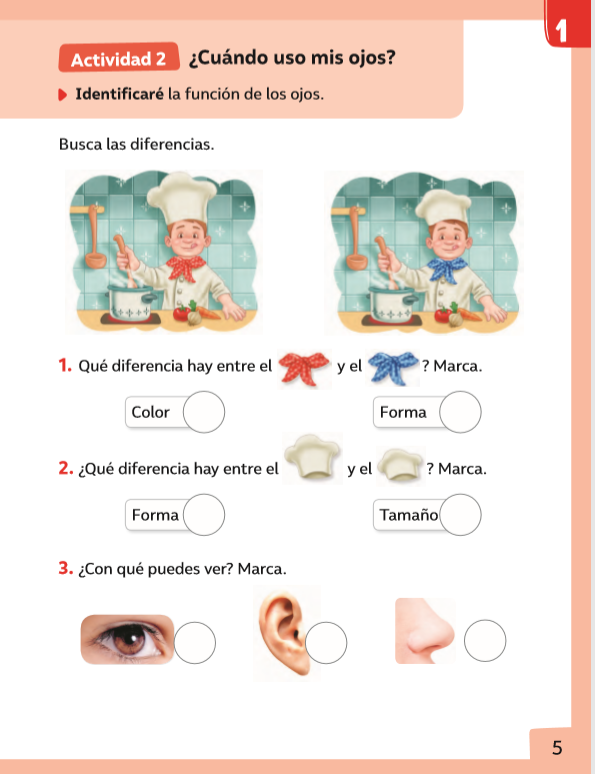 1
Actividad 2 ¿Cuándo uso mis ojos?
Identificaré la función de los ojos.
Busca las diferencias.
1. Qué diferencia hay entre el y el ? Marca.
Color Forma
2. ¿Qué diferencia hay entre el y el ? Marca.
Forma Tamaño
3. ¿Con qué puedes ver? Marca.
5